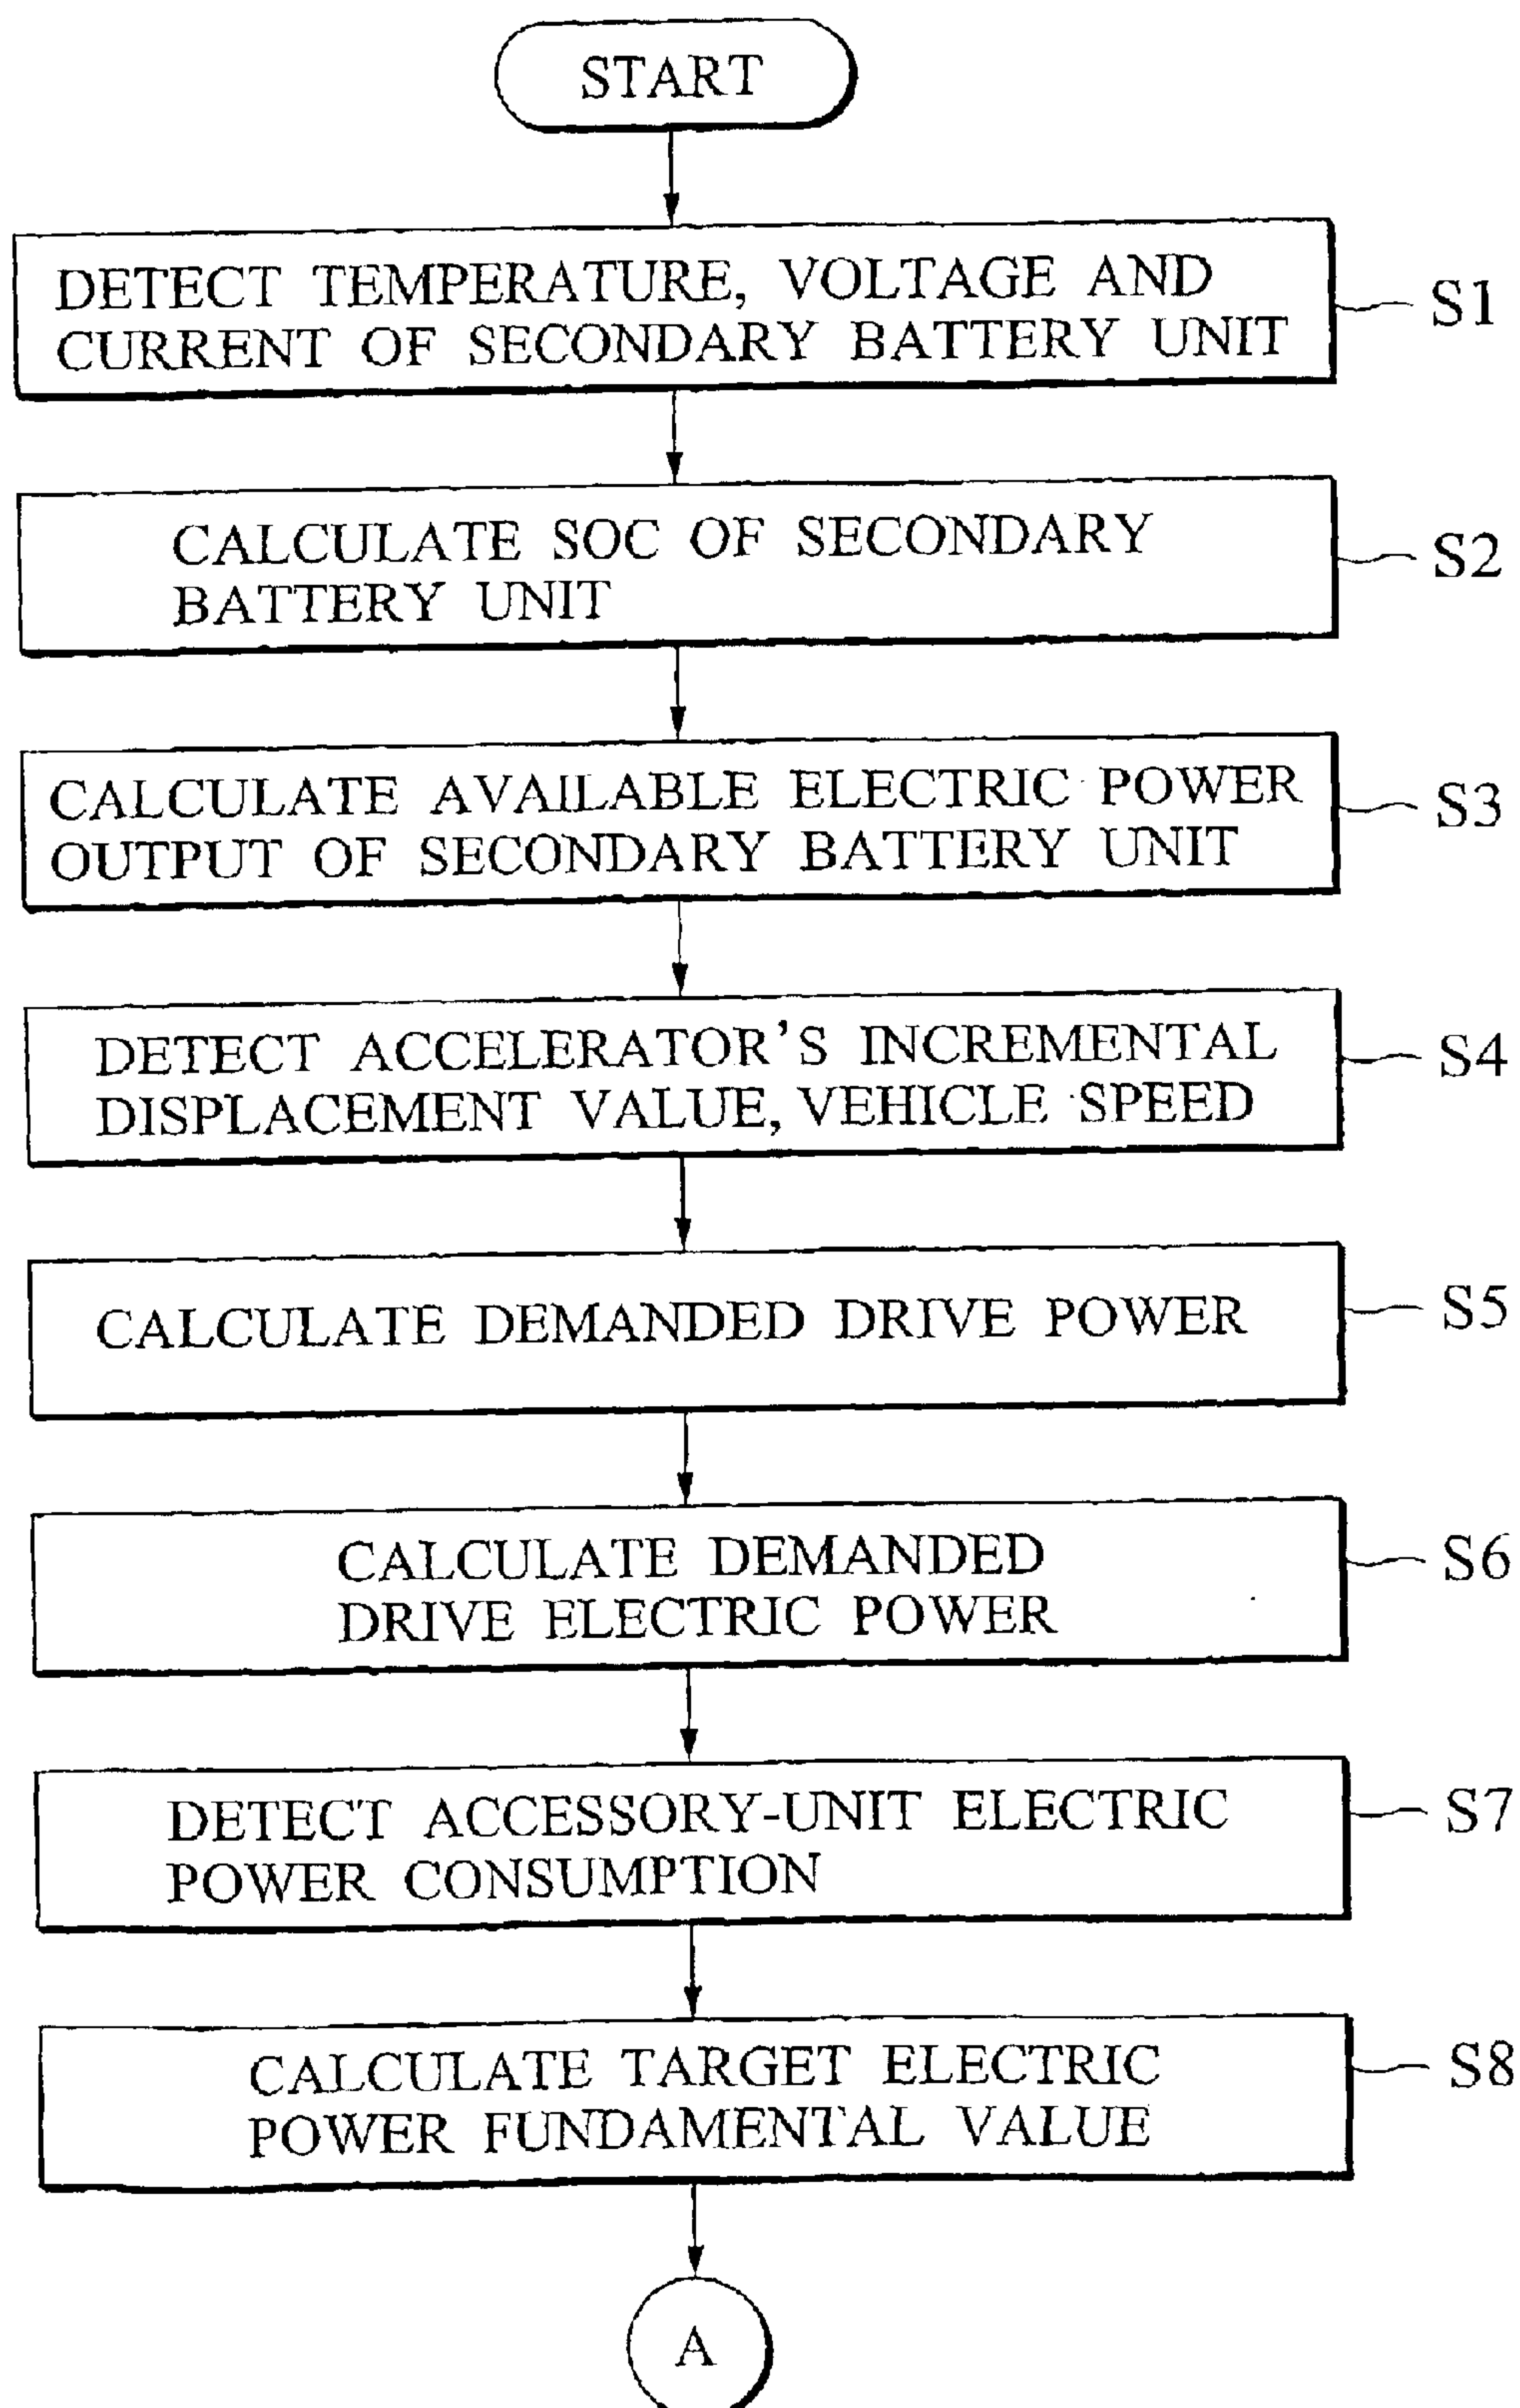 START
DETECT TEMPERATURE, VOLTAGE AND
CURRENT OF SECONDARY BATTERY UNIT
S1
CALCULATE SOC OF SECONDARY
BATTERY UNIT
S2
CALCULATE AVAILABLE ELECTRIC POWER
OUTPUT OF SECONDARY BATTERY UNIT
S3
DETECT ACCELERATOR'S INCREMENTAL
DISPLACEMENT VALUE, VEHICLE SPEED
S4
CALCULATE DEMANDED DRIVE POWER
S5
CALCULATE DEMANDED
DRIVE ELECTRIC POWER
S6
DETECT ACCESSORY-UNIT ELECTRIC
POWER CONSUMPTION
S7
CALCULATE TARGET ELECTRIC
POWER FUNDAMENTAL VALUE
S8
A